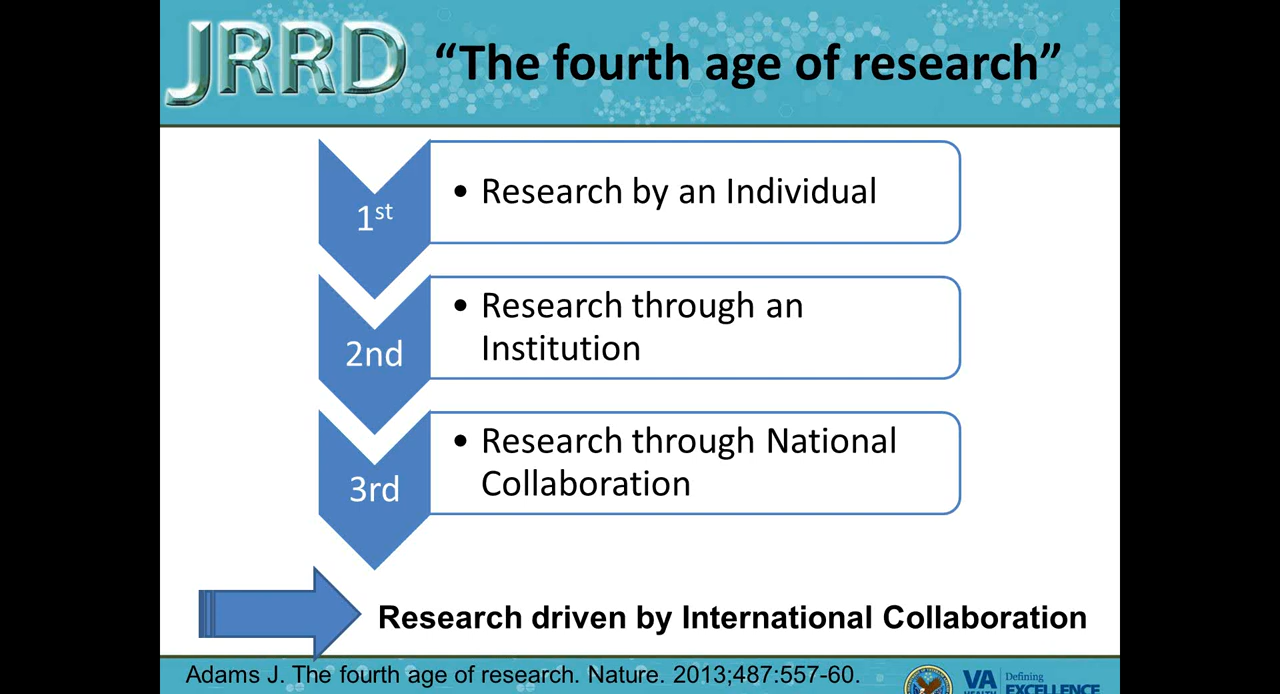 JRRD
“The fourth age of research”
1st
• Research by an Individual
2nd
• Research through an
Institution
3rd
• Research through National
Collaboration
Research driven by International Collaboration
Adams J. The fourth age of research. Nature. 2013;487:557-60.
VA
Defining
HEALTH
EXCELLENCE